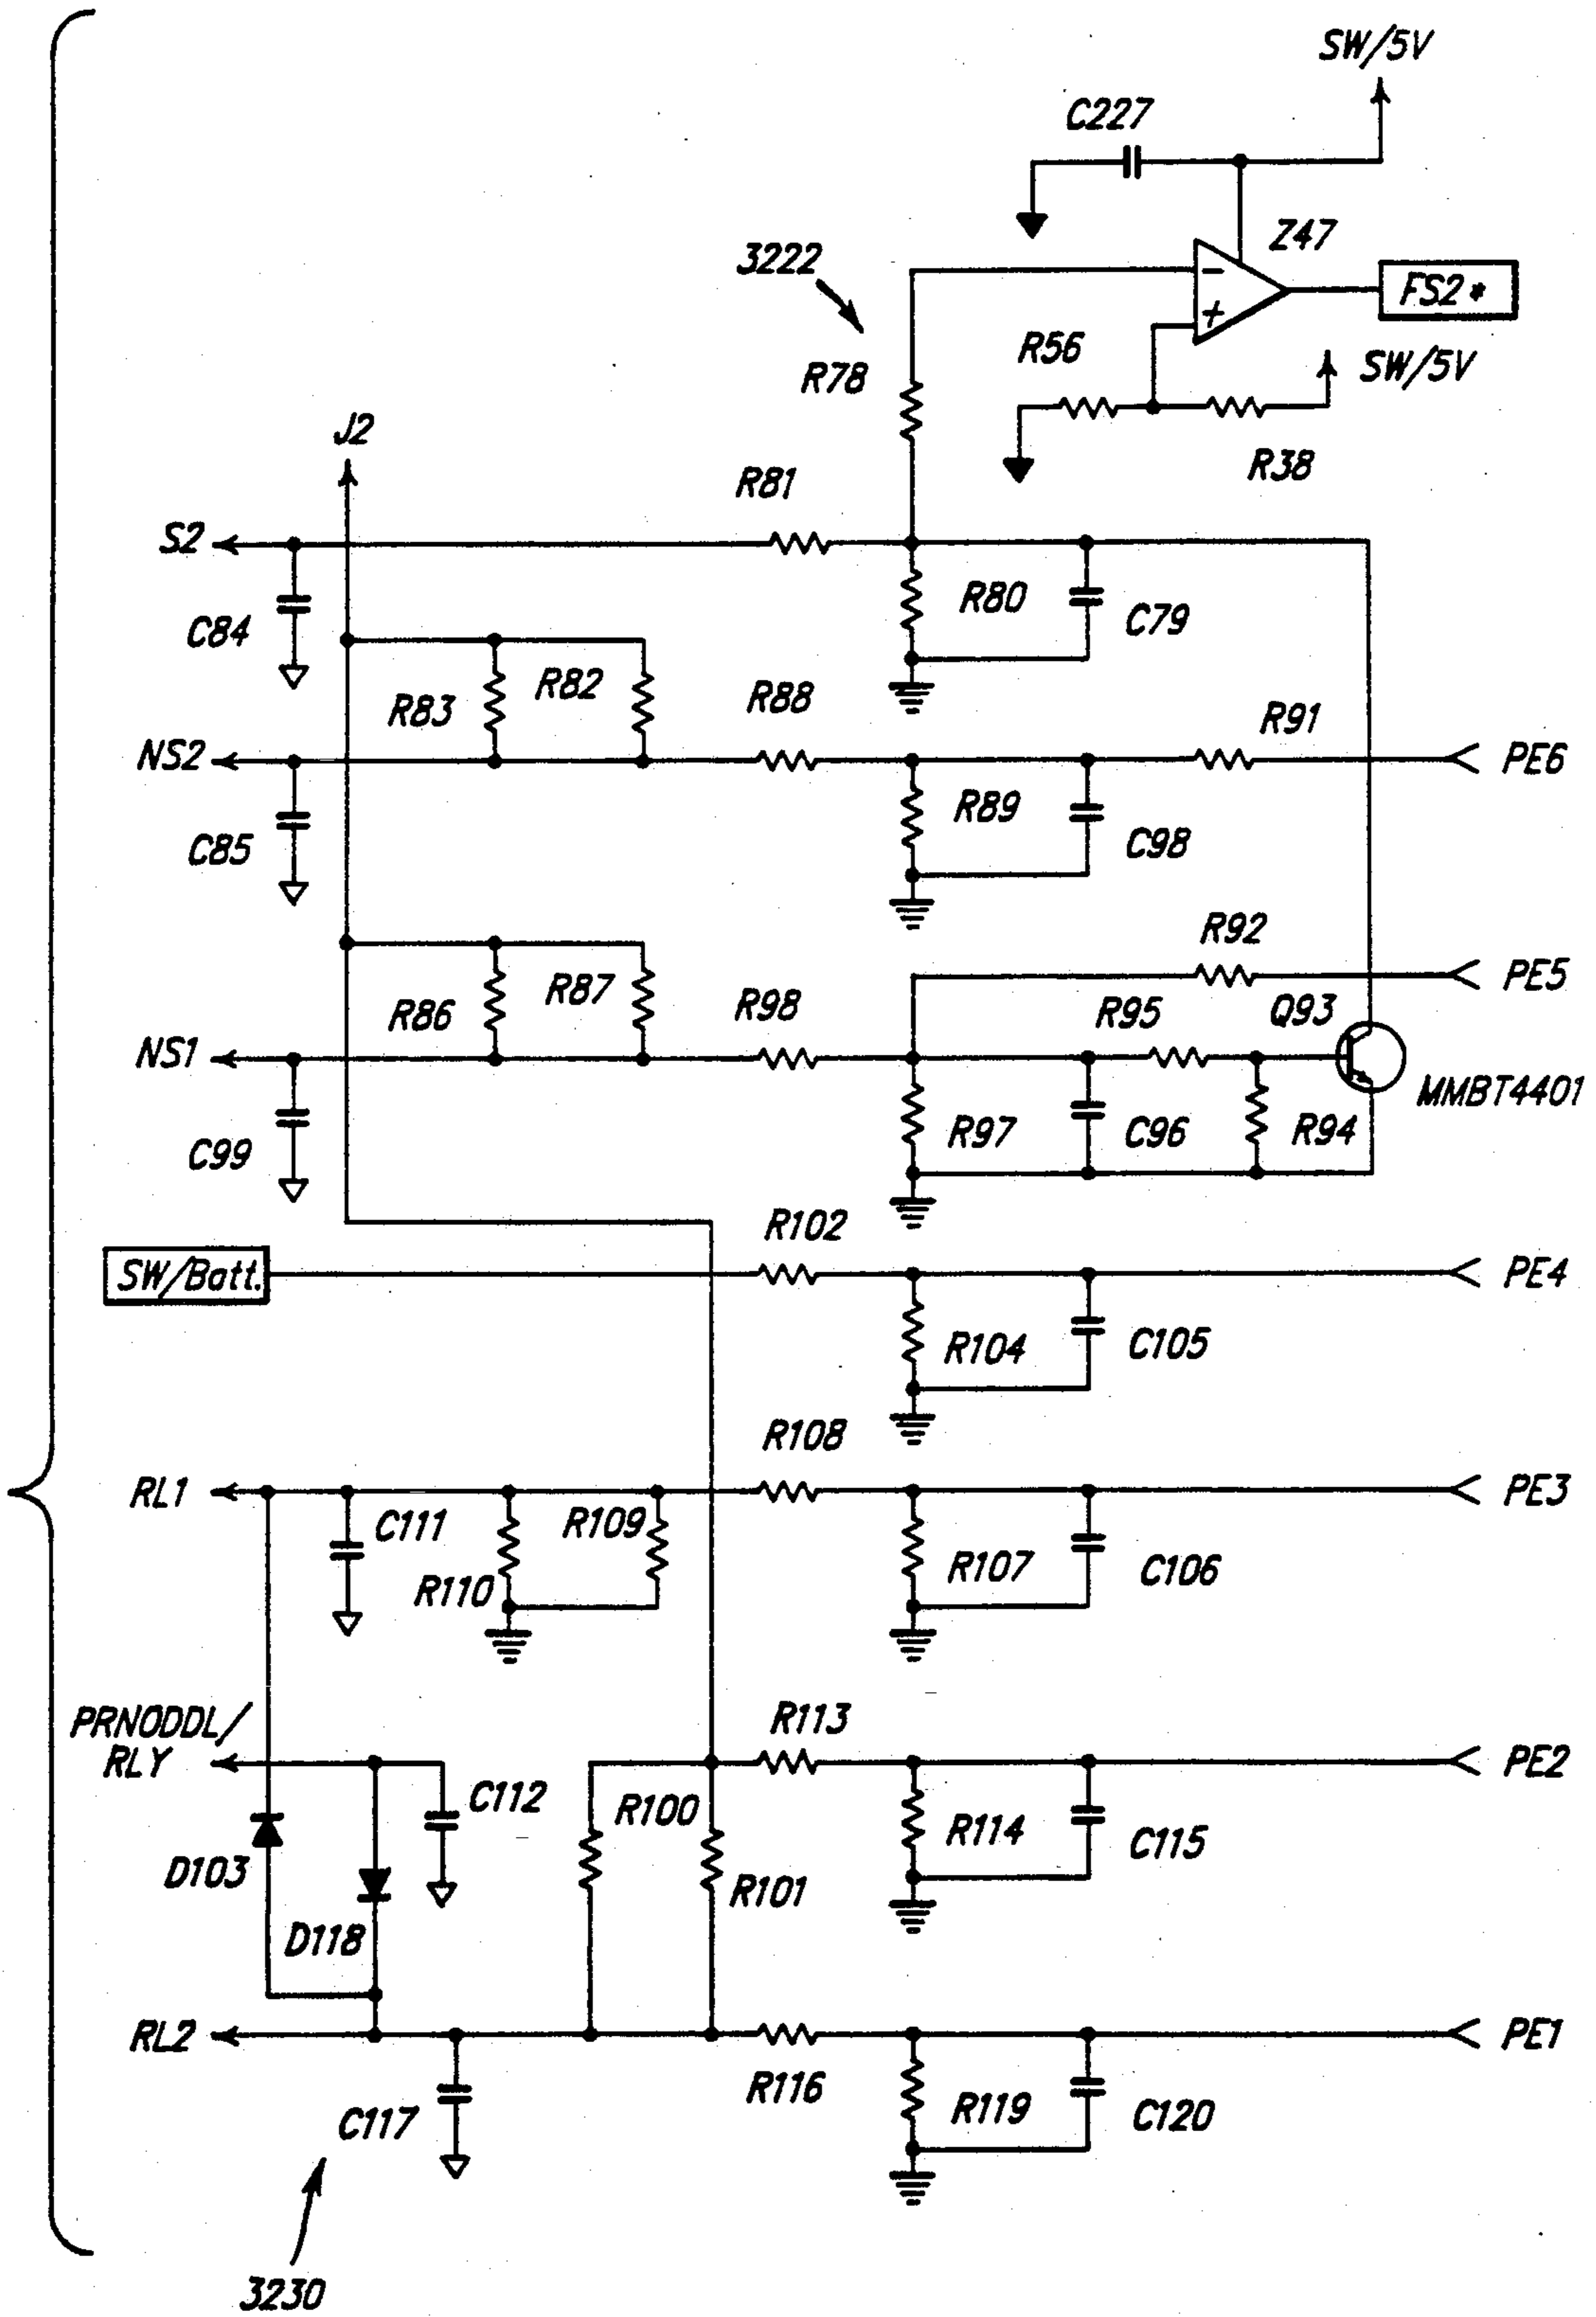 SW/5V
C227
Z47
3222
FS2*
R56
SW/5V
R78
J2
R38
R81
S2
R80
C79
C84
R82
R83
R88
R91
NS2
PE6
R89
C98
C85
R92
PE5
R87
R86
R98
R95
Q93
NS1
MMBT4401
R97
C96
R94
C99
R102
SW/Batt.
PE4
R104
C105
R108
RL1
PE3
C111
R109
R110
R107
C106
PRNODDL/
RLY
R113
PE2
C112
R100
R114
C115
D103
R101
D118
RL2
PE1
R116
R119
C120
C117
3230